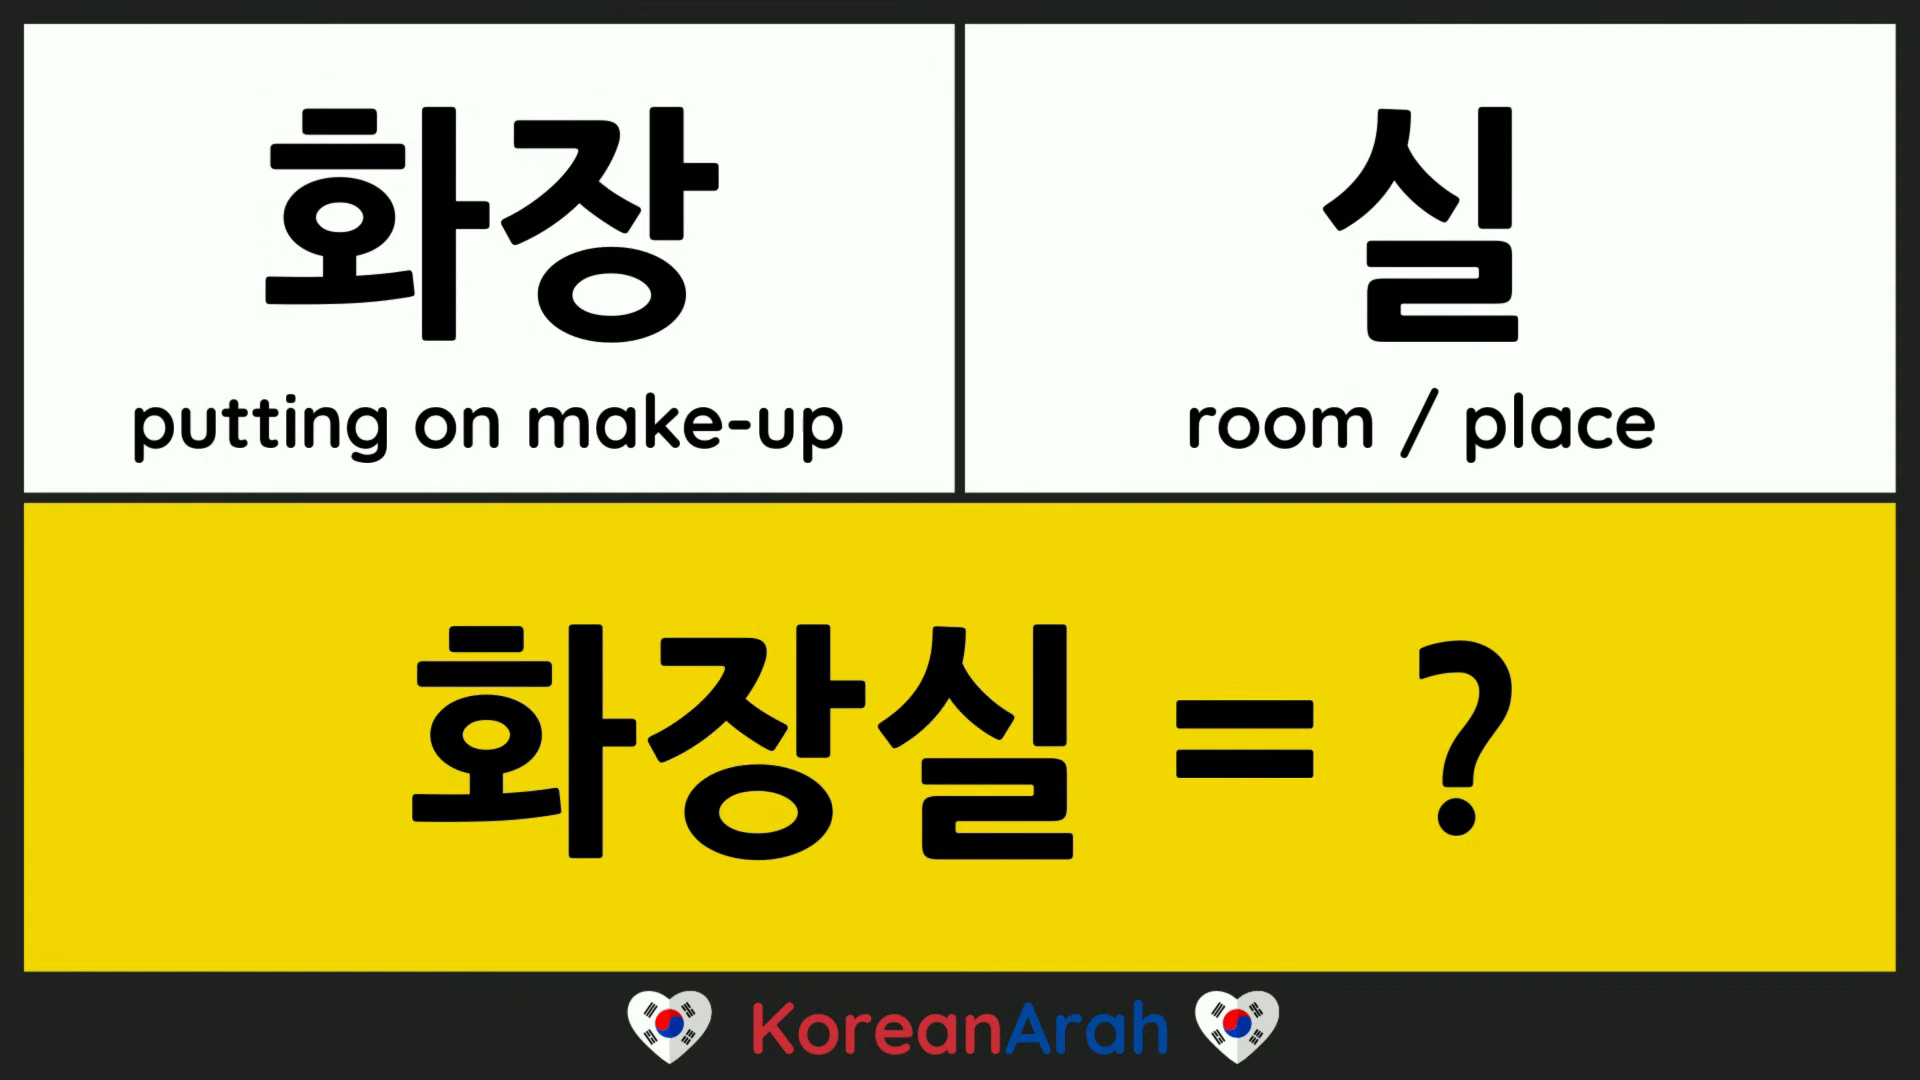 화장
putting on make-up
실
room / place
화장실 = ?
KoreanArah